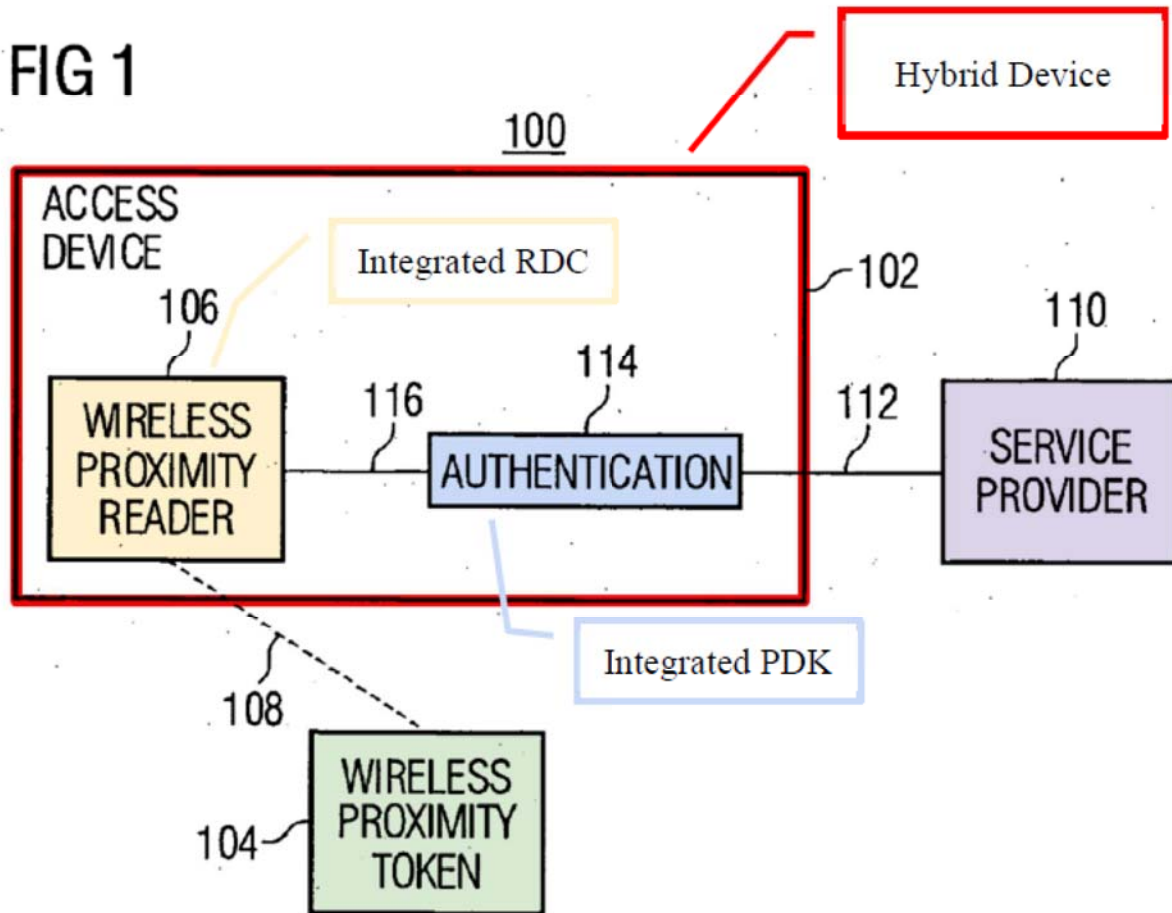 FIG 1
Hybrid Device
100
ACCESS
DEVICE
Integrated RDC
102
106
110
114
WIRELESS
PROXIMITY
READER
116
AUTHENTICATION
112
SERVICE
PROVIDER
Integrated PDK
108
WIRELESS
PROXIMITY
TOKEN
104